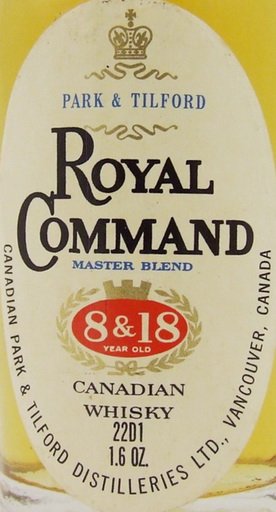 PARK & TILFORD
ROYAL
COMMAND
MASTER BLEND
8 & 18
YEAR OLD
CANADIAN
WHISKY
22D1
1.6 OZ.
CANADIAN PARK & TILFORD DISTILLERIES LTD., VANCOUVER, CANADA